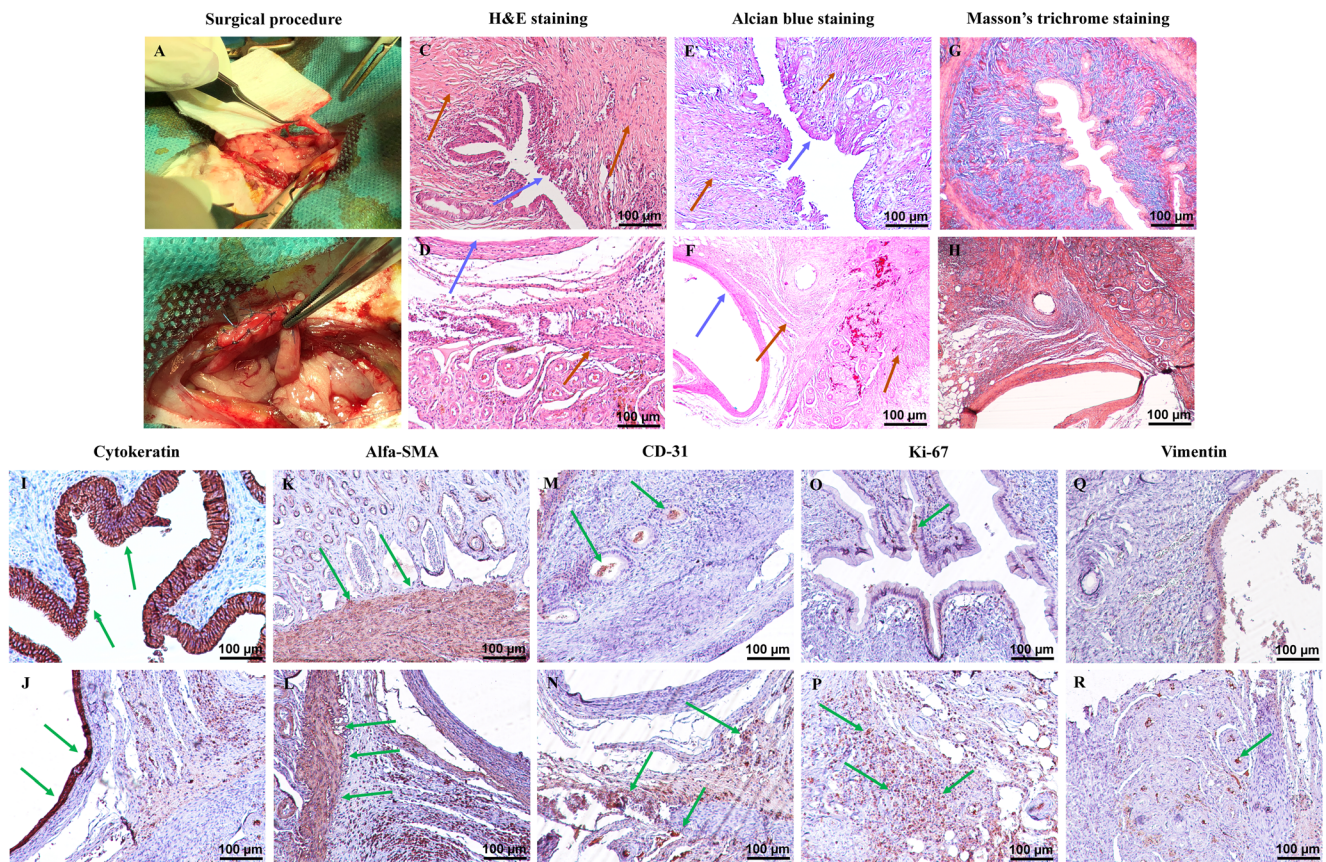 Surgical procedure H&E staining Alcian blue staining Masson's trichrome staining
A C E G
100 µm 100 µm 100 µm
B D F H
100 µm 100 µm 100 µm
Cytokeratin Alfa-SMA CD-31 Ki-67 Vimentin
I K M O Q
100 µm 100 µm 100 µm 100 µm 100 µm
J L N P R
100 µm 100 µm 100 µm 100 µm 100 µm